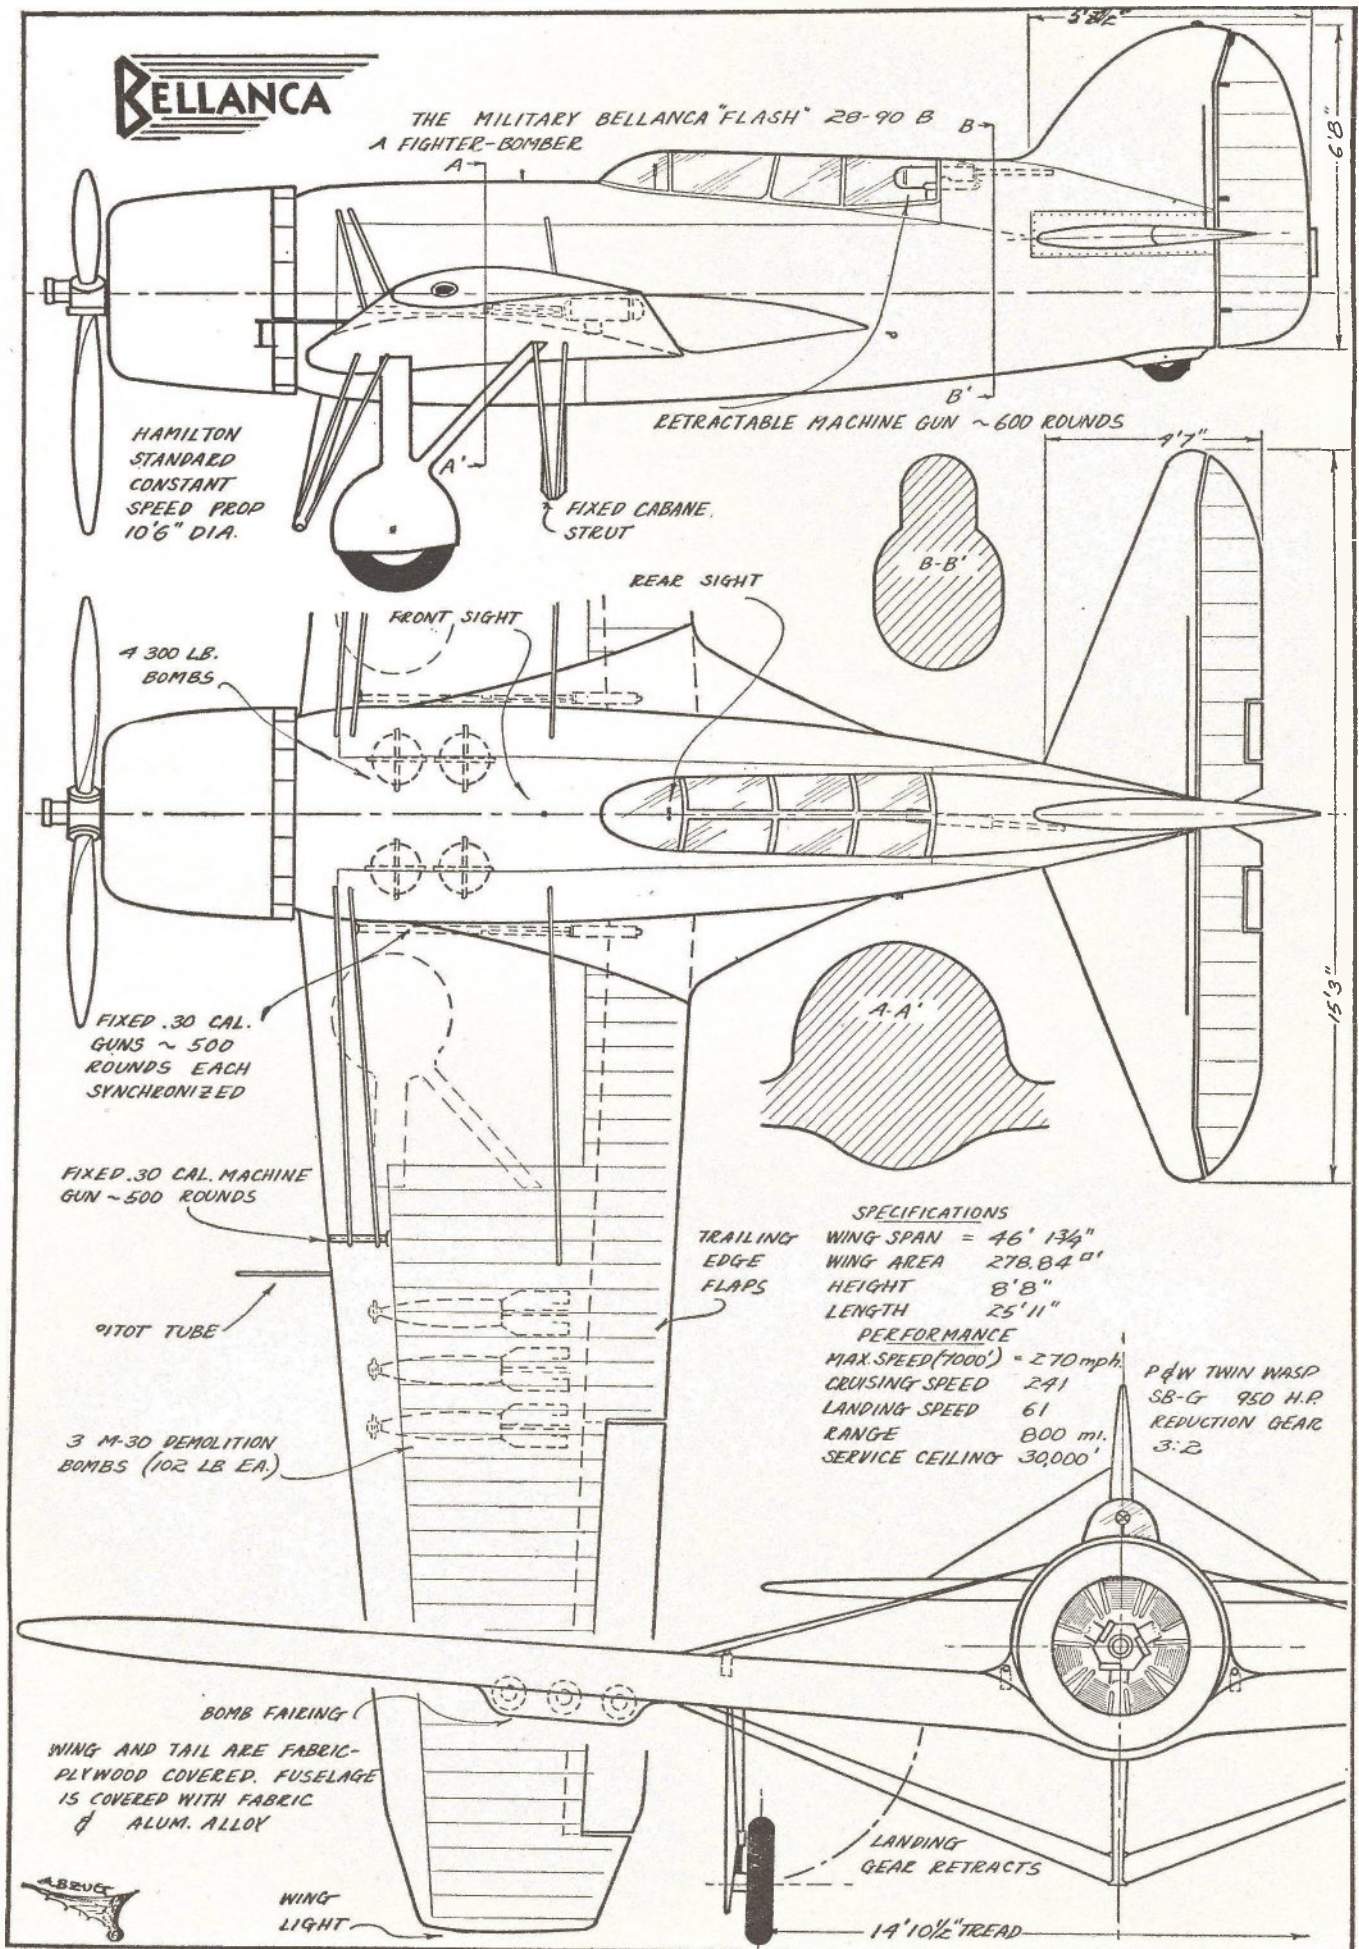 5'2½"
BELLANCA
THE MILITARY BELLANCA "FLASH" 28-90 B
A FIGHTER-BOMBER
A
B
6'8"
B'
RETRACTABLE MACHINE GUN ~600 ROUNDS
A'
HAMILTON
STANDARD
CONSTANT
SPEED PROP
10'6" DIA.
FIXED CABANE
STRUT
4'7"
B-B'
REAR SIGHT
FRONT SIGHT
4 300 LB.
BOMBS
15'3"
A-A'
FIXED .30 CAL.
GUNS ~ 500
ROUNDS EACH
SYNCHRONIZED
FIXED .30 CAL. MACHINE
GUN ~500 ROUNDS
PITOT TUBE
TRAILING
EDGE
FLAPS
SPECIFICATIONS
WING SPAN = 46' 1¾"
WING AREA 278.84 □'
HEIGHT 8'8"
LENGTH 25'11"
PERFORMANCE
MAX. SPEED (7000') = 270 mph.
CRUISING SPEED 241
LANDING SPEED 61
RANGE 800 mi.
SERVICE CEILING 30,000'
P&W TWIN WASP
SB-G 950 H.P.
REDUCTION GEAR
3:2
3 M-30 DEMOLITION
BOMBS (102 LB EA.)
BOMB FAIRING
WING AND TAIL ARE FABRIC-
PLYWOOD COVERED. FUSELAGE
IS COVERED WITH FABRIC
& ALUM. ALLOY
LANDING
GEAR RETRACTS
ABZUG
WING
LIGHT
14'10½" TREAD